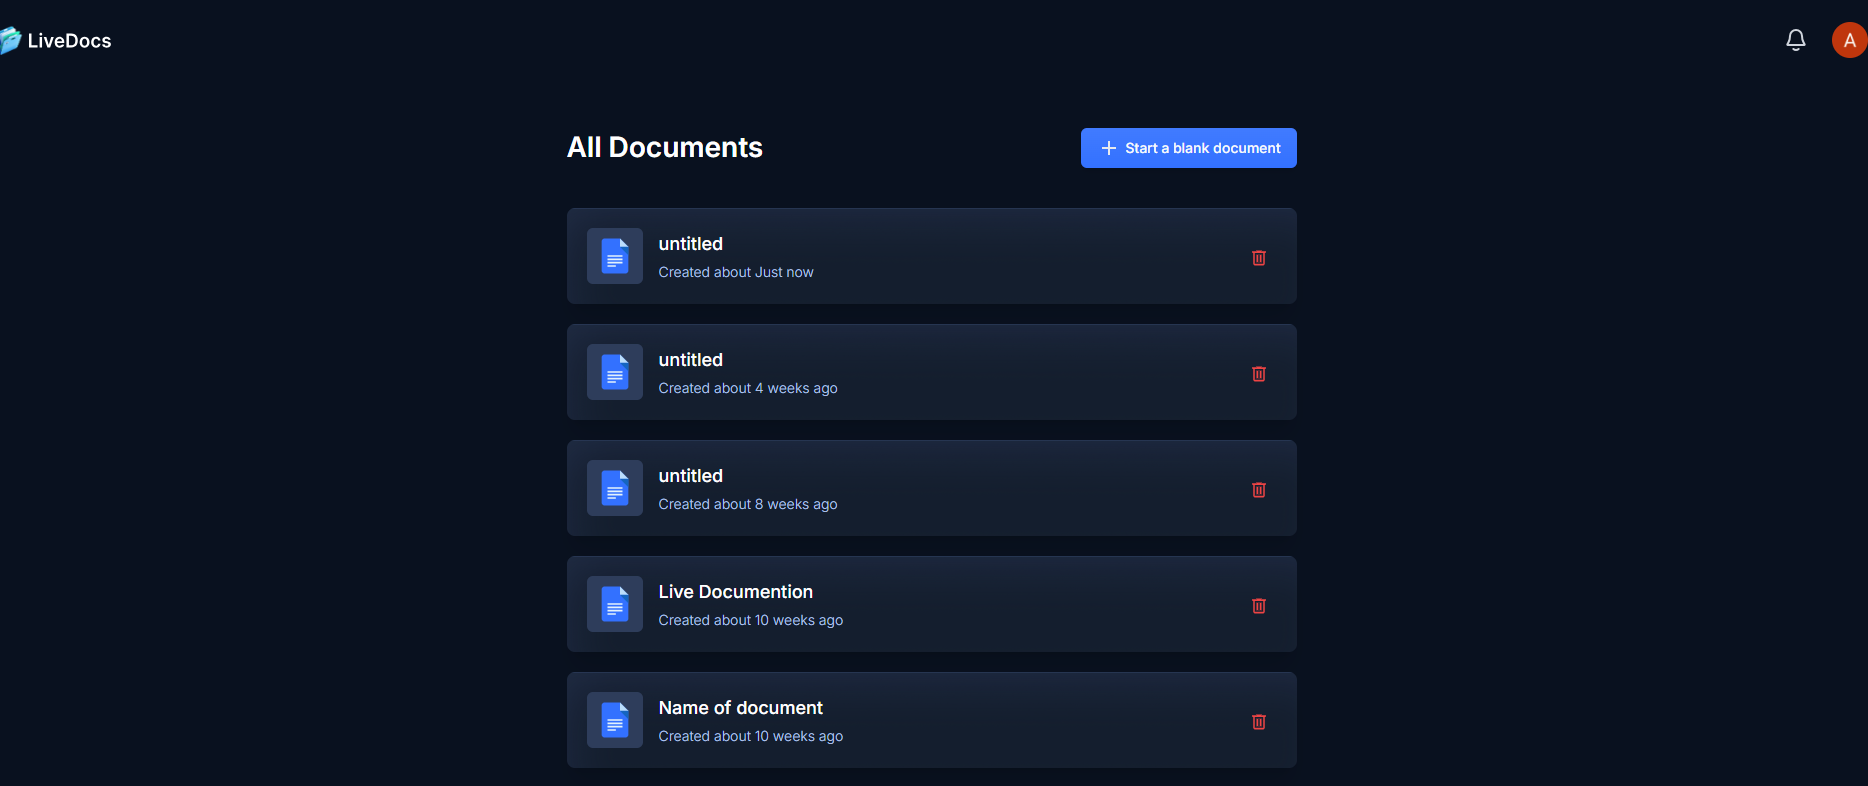 LiveDocs
A
All Documents
Start a blank document
untitled
Created about Just now
untitled
Created about 4 weeks ago
untitled
Created about 8 weeks ago
Live Documention
Created about 10 weeks ago
Name of document
Created about 10 weeks ago